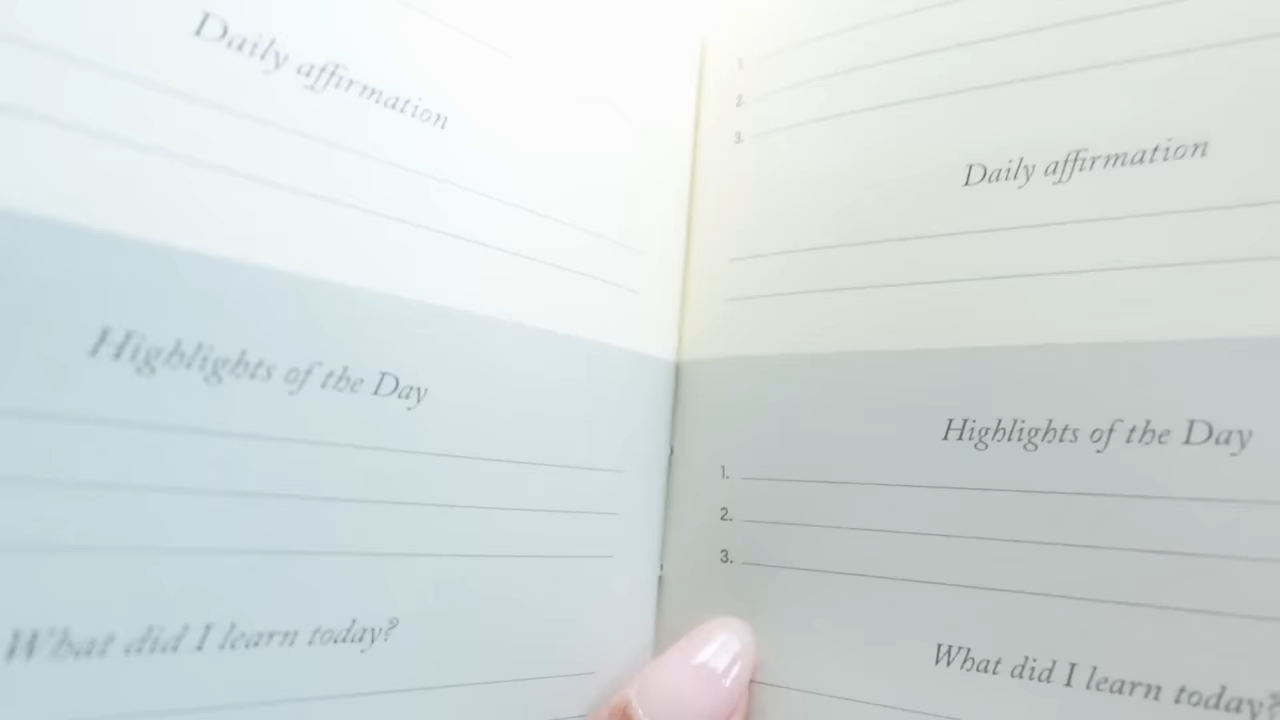 Daily affirmation
Highlights of the Day
What did I learn today?
1.
2.
3.
Daily affirmation
Highlights of the Day
1.
2.
3.
What did I learn today?